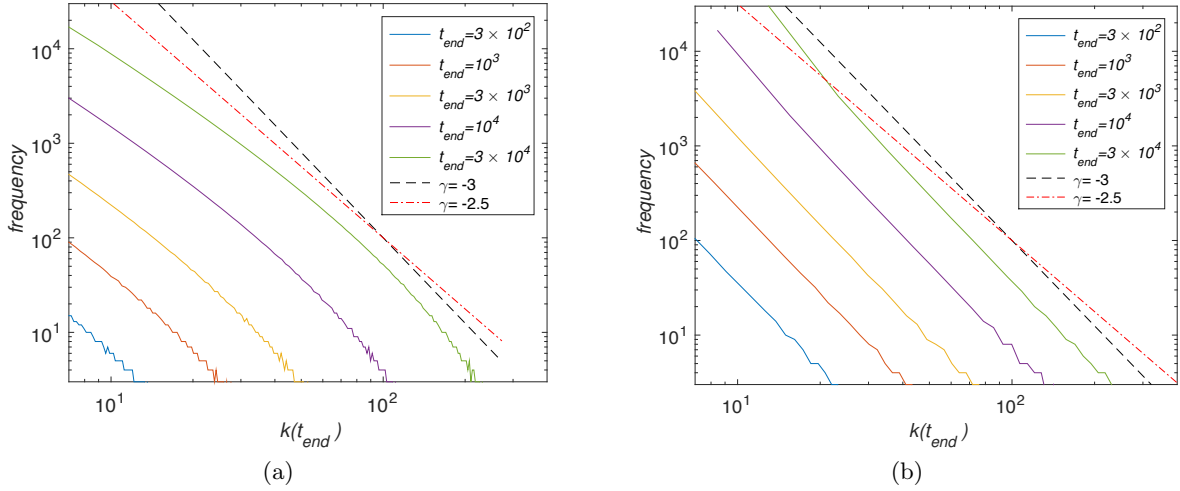 10^4
10^3
10^2
10^1
frequency
10^1
10^2
k(t_end)
t_end=3 × 10^2
t_end=10^3
t_end=3 × 10^3
t_end=10^4
t_end=3 × 10^4
γ= -3
γ= -2.5
(a)
10^4
10^3
10^2
10^1
frequency
10^1
10^2
k(t_end)
t_end=3 × 10^2
t_end=10^3
t_end=3 × 10^3
t_end=10^4
t_end=3 × 10^4
γ= -3
γ= -2.5
(b)